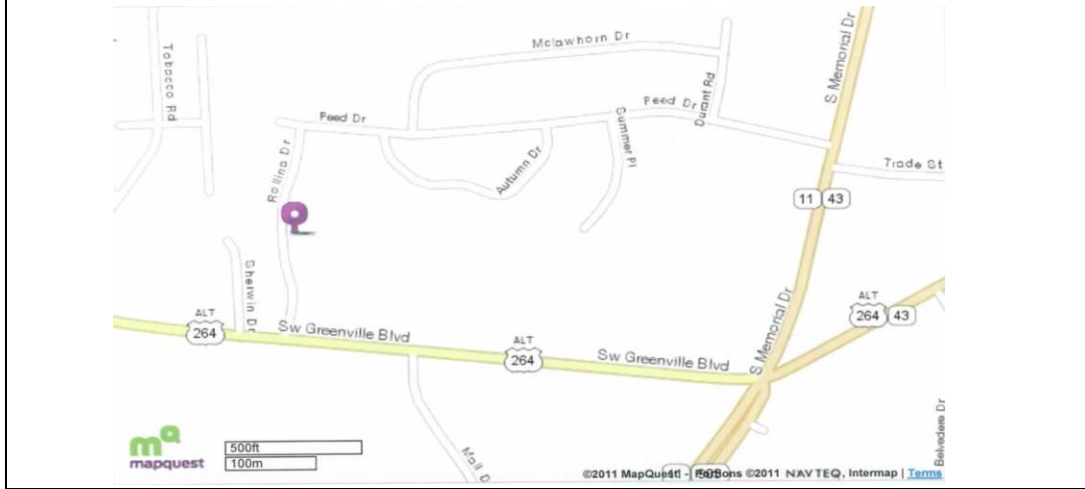 Mclawhorn Dr
S Memorial Dr
Tobacco Rd
Durant Rd
Peed Dr
Peed Dr
Summer Pl
Trade St
Rollins Dr
Autumn Dr
11 43
Sherwin Dr
S Memorial Dr
ALT
264 43
ALT
264
Sw Greenville Blvd
ALT
264
Sw Greenville Blvd
Belvedere Dr
mapquest
500ft
100m
Mall D
©2011 MapQuest - Portions ©2011 NAVTEQ, Intermap | Terms